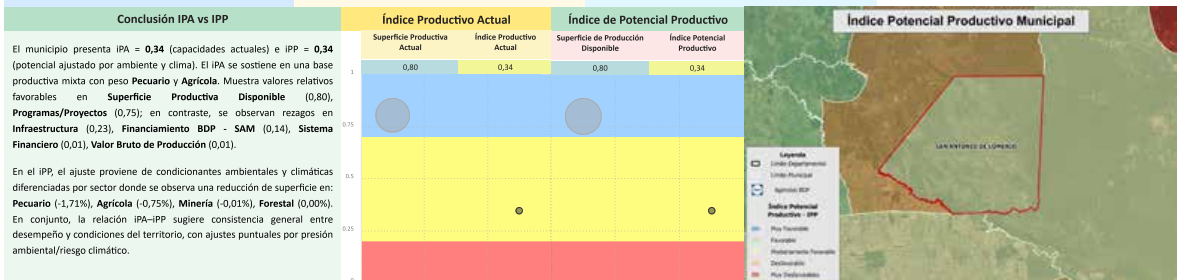 Conclusión IPA vs IPP
El municipio presenta iPA = 0,34 (capacidades actuales) e iPP = 0,34
(potencial ajustado por ambiente y clima). El iPA se sostiene en una base
productiva mixta con peso Pecuario y Agrícola. Muestra valores relativos
favorables en Superficie Productiva Disponible (0,80),
Programas/Proyectos (0,75); en contraste, se observan rezagos en
Infraestructura (0,23), Financiamiento BDP - SAM (0,14), Sistema
Financiero (0,01), Valor Bruto de Producción (0,01).
En el iPP, el ajuste proviene de condicionantes ambientales y climáticas
diferenciadas por sector donde se observa una reducción de superficie en:
Pecuario (-1,71%), Agrícola (-0,75%), Minería (-0,01%), Forestal (0,00%).
En conjunto, la relación iPA–iPP sugiere consistencia general entre
desempeño y condiciones del territorio, con ajustes puntuales por presión
ambiental/riesgo climático.
Índice Productivo Actual
Índice de Potencial Productivo
Superficie Productiva
Actual
Índice Productivo
Actual
Superficie de Producción
Disponible
Índice Potencial
Productivo
0,80
0,34
0,80
0,34
1
0.75
0.5
0.25
0
Índice Potencial Productivo Municipal
SAN ANTONIO DE LOMERIO
Leyenda
Límite Departamental
Límite Municipal
Agencias BDP
Índice Potencial
Productivo - IPP
Muy Favorable
Favorable
Medianamente Favorable
Desfavorable
Muy Desfavorable